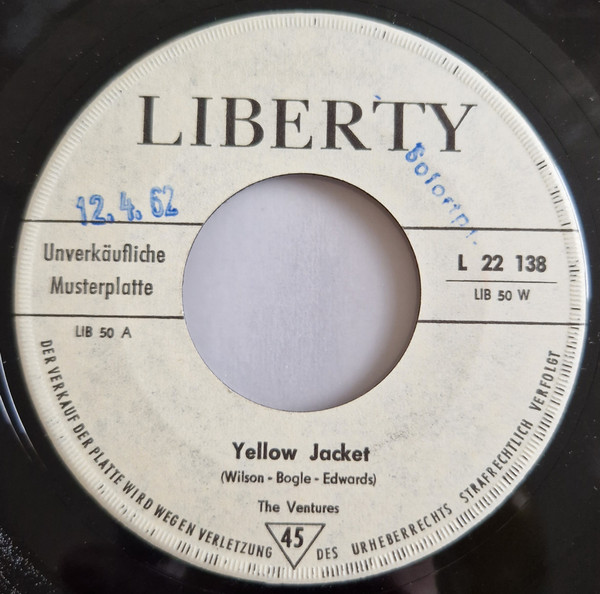 LIBERTY
Sofortpr.
12.4.62
Unverkäufliche
Musterplatte
L 22 138
LIB 50 W
LIB 50 A
Yellow Jacket
(Wilson - Bogle - Edwards)
The Ventures
45
DER VERKAUF DER PLATTE WIRD WEGEN VERLETZUNG DES URHEBERRECHTS STRAFRECHTLICH VERFOLGT